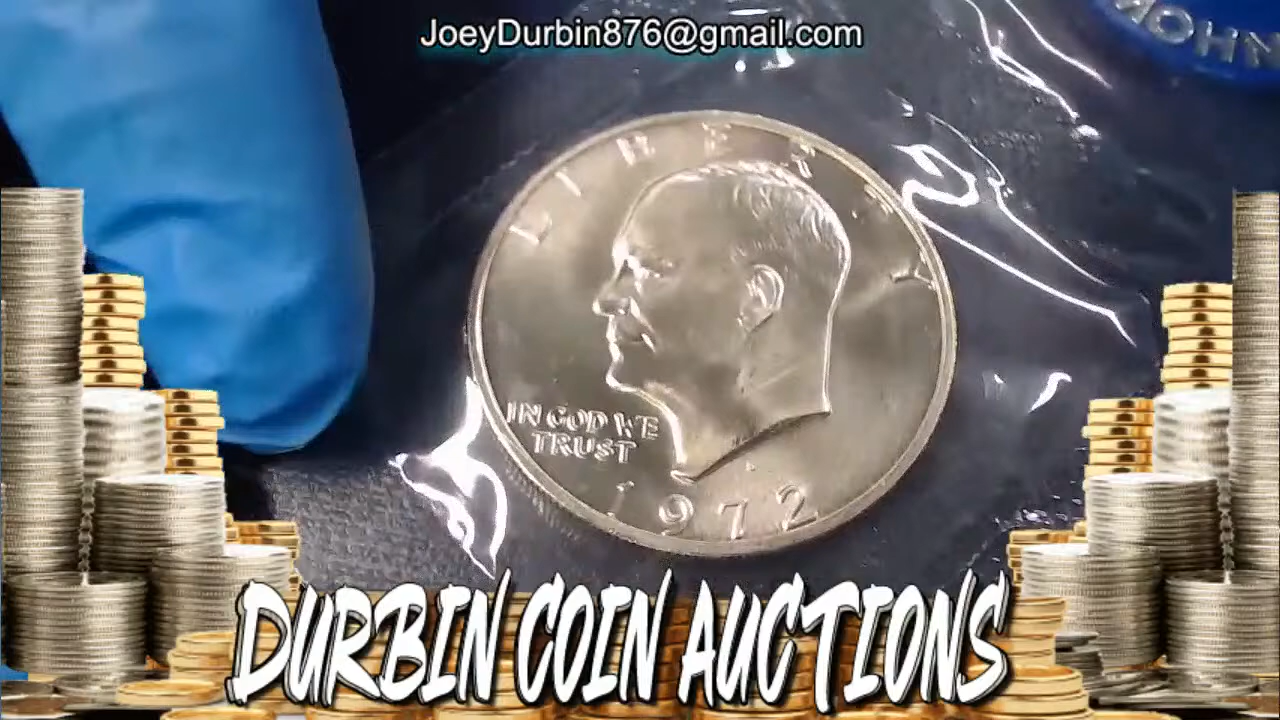 JoeyDurbin876@gmail.com
LIBERTY
IN GOD WE
TRUST
1972
DURBIN COIN AUCTIONS